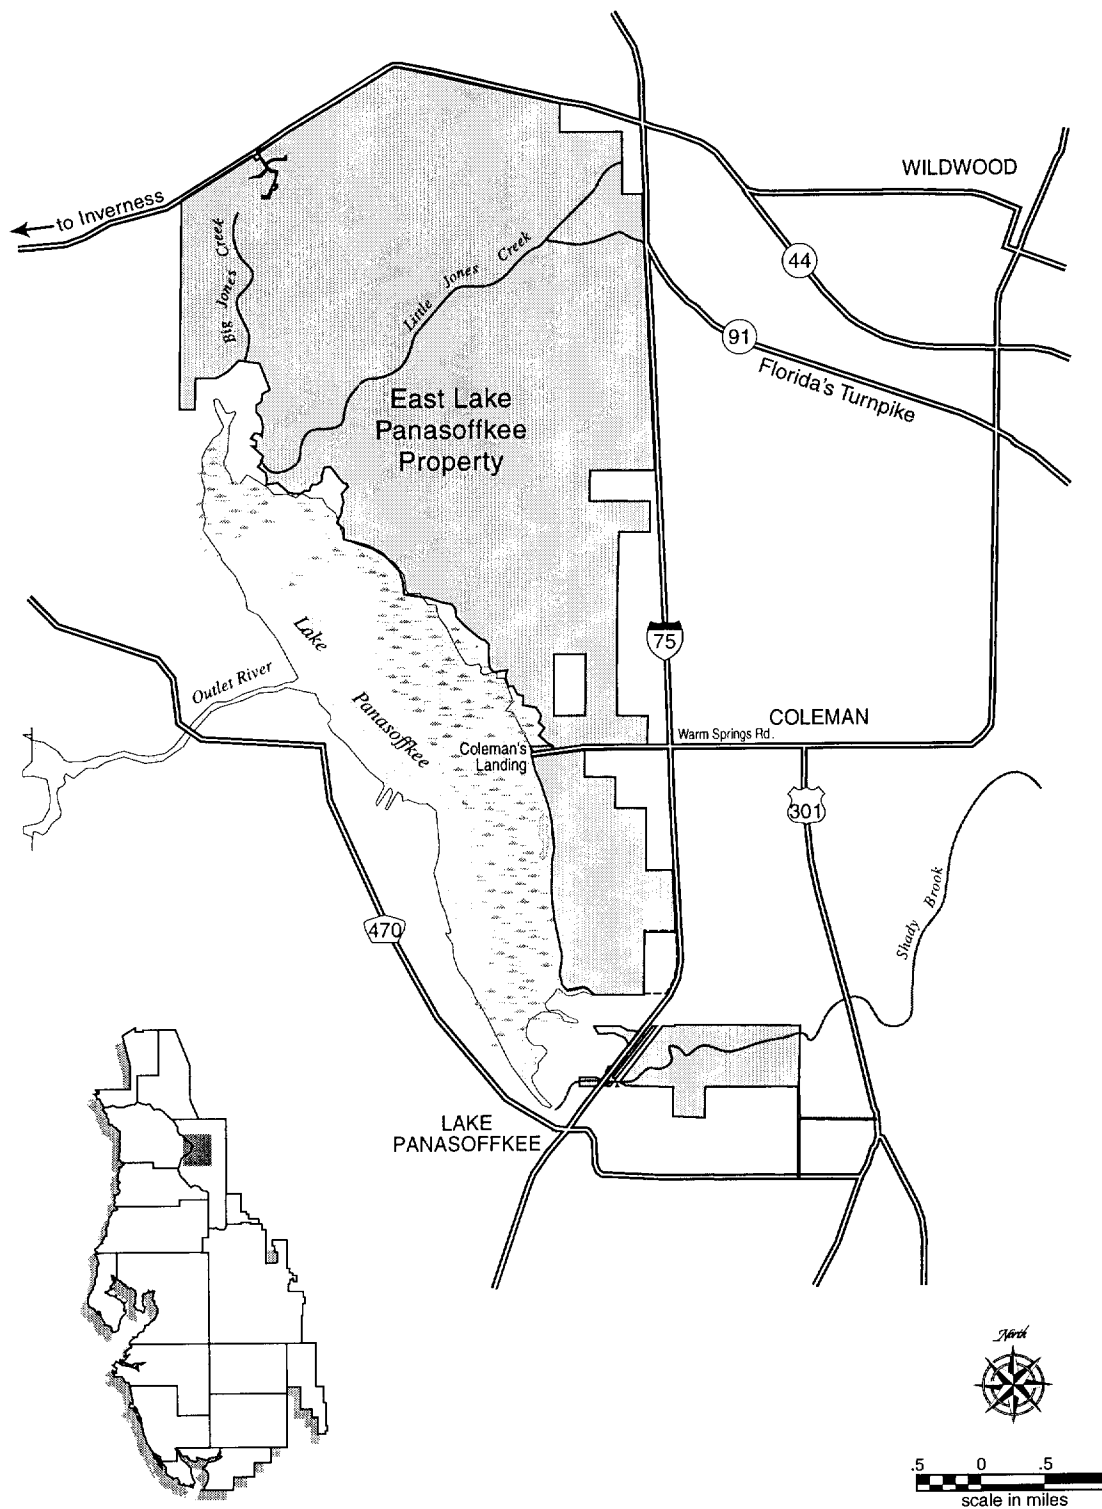 WILDWOOD
to Inverness
Big Jones Creek
Little Jones Creek
44
91
Florida's Turnpike
East Lake
Panasoffkee
Property
Lake
Panasoffkee
75
Outlet River
COLEMAN
Warm Springs Rd.
Coleman's
Landing
301
Shady Brook
470
LAKE
PANASOFFKEE
North
.5 0 .5
scale in miles